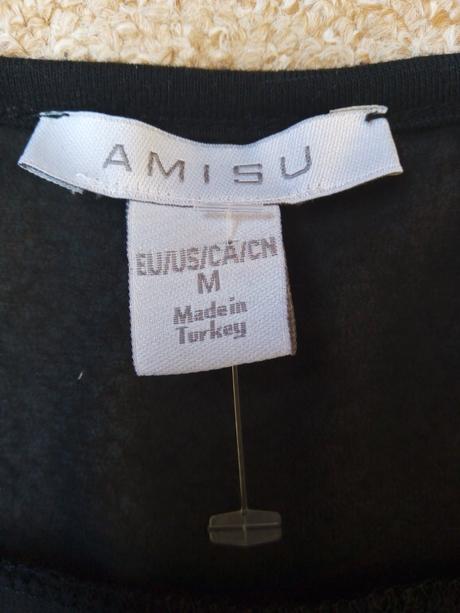 AMISU
EU/US/CA/CN
M
Made in
Turkey